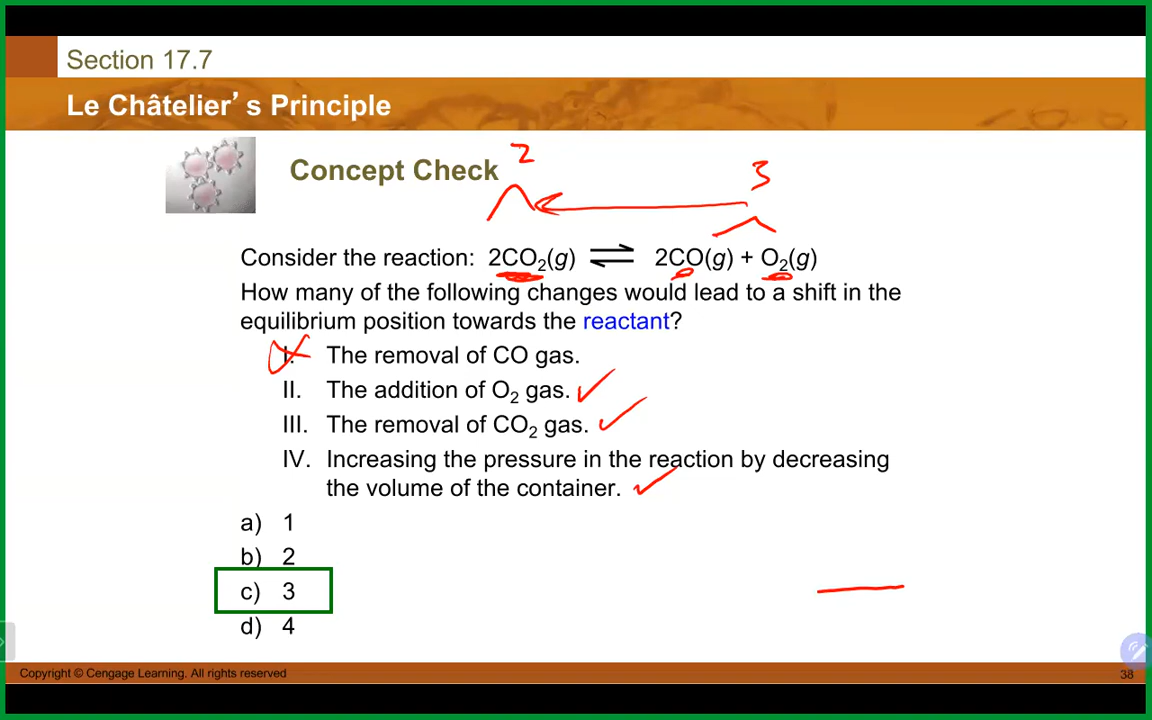 Section 17.7
Le Châtelier's Principle
Concept Check
2
3
Consider the reaction: 2CO₂(g) ⇌ 2CO(g) + O₂(g)
How many of the following changes would lead to a shift in the
equilibrium position towards the reactant?
I. The removal of CO gas.
II. The addition of O₂ gas.
III. The removal of CO₂ gas.
IV. Increasing the pressure in the reaction by decreasing
the volume of the container.
a) 1
b) 2
c) 3
d) 4
Copyright © Cengage Learning. All rights reserved
38